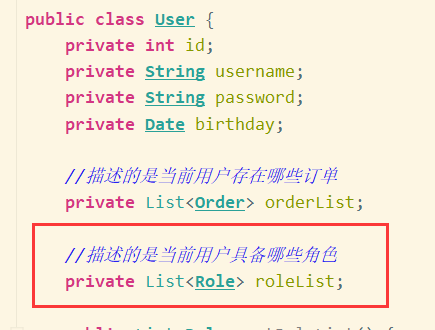 public class User {
private int id;
private String username;
private String password;
private Date birthday;
//描述的是当前用户存在哪些订单
private List<Order> orderList;
//描述的是当前用户具备哪些角色
private List<Role> roleList;